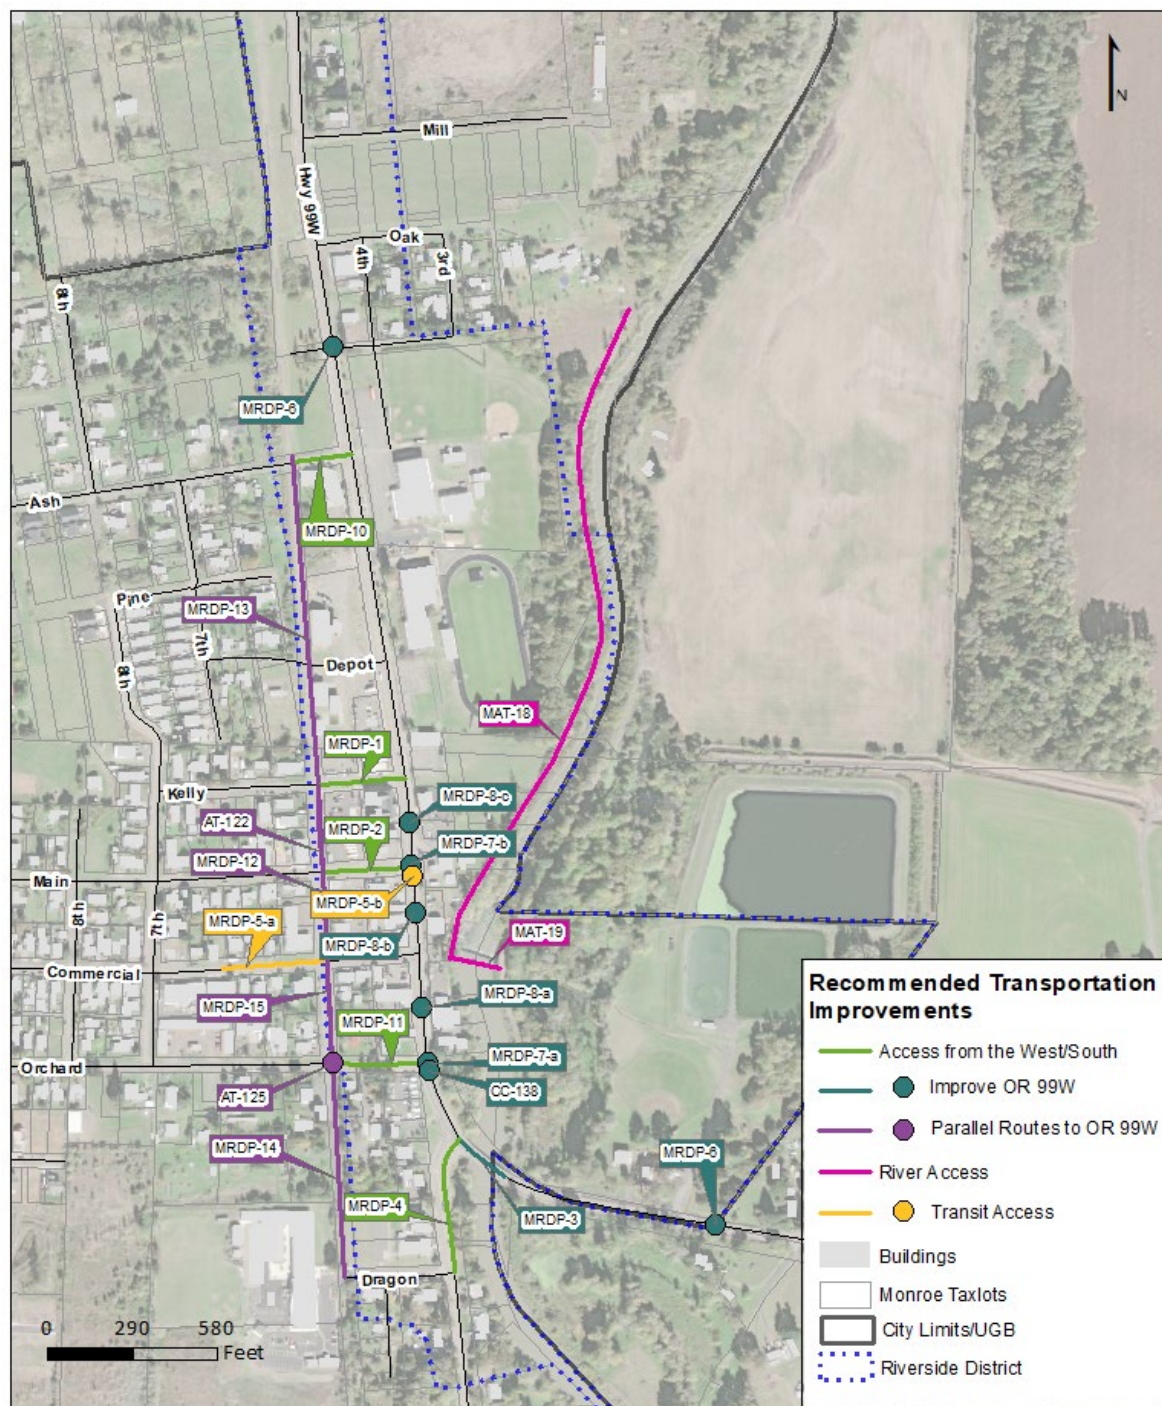 N
Mill
Hwy 99W
Oak
4th
3rd
8th
MRDP-6
Ash
MRDP-10
Pine
MRDP-13
7th
8th
Depot
MAT-18
MRDP-1
Kelly
MRDP-8-c
AT-122
MRDP-2
MRDP-7-b
MRDP-12
Main
MRDP-5-b
8th
7th
MRDP-5-a
MRDP-8-b
MAT-19
Commercial
MRDP-15
MRDP-8-a
MRDP-11
MRDP-7-a
Orchard
CC-138
AT-125
MRDP-14
MRDP-6
MRDP-4
MRDP-3
Dragon
0 290 580
Feet
Recommended Transportation
Improvements
Access from the West/South
Improve OR 99W
Parallel Routes to OR 99W
River Access
Transit Access
Buildings
Monroe Taxlots
City Limits/UGB
Riverside District